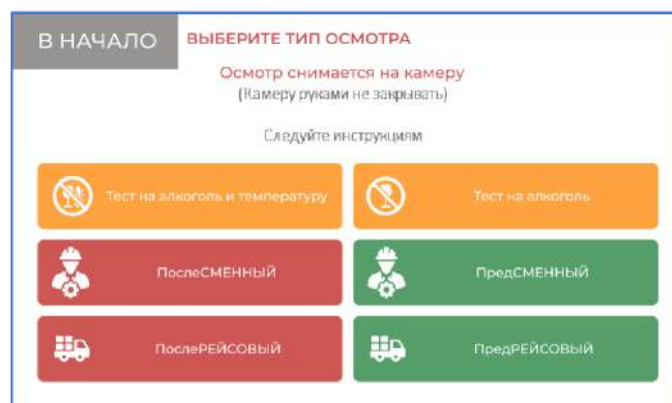 В НАЧАЛО
ВЫБЕРИТЕ ТИП ОСМОТРА
Осмотр снимается на камеру
(Камеру руками не закрывать)
Следуйте инструкциям
Тест на алкоголь и температуру
Тест на алкоголь
ПослеСМЕННЫЙ
ПредСМЕННЫЙ
ПослеРЕЙСОВЫЙ
ПредРЕЙСОВЫЙ